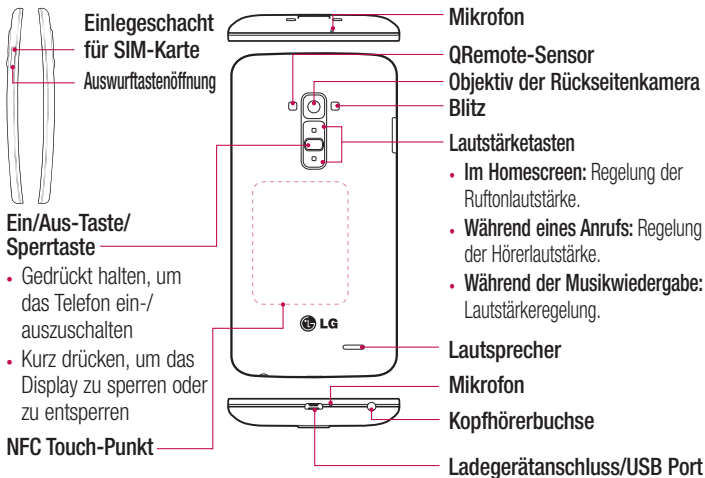 Einlegeschacht
für SIM-Karte
Auswurftastenöffnung
Ein/Aus-Taste/
Sperrtaste
• Gedrückt halten, um
das Telefon ein-/
auszuschalten
• Kurz drücken, um das
Display zu sperren oder
zu entsperren
NFC Touch-Punkt
LG
Mikrofon
QRemote-Sensor
Objektiv der Rückseitenkamera
Blitz
Lautstärketasten
• Im Homescreen: Regelung der
Ruftonlautstärke.
• Während eines Anrufs: Regelung
der Hörerlautstärke.
• Während der Musikwiedergabe:
Lautstärkeregelung.
Lautsprecher
Mikrofon
Kopfhörerbuchse
Ladegerätanschluss/USB Port